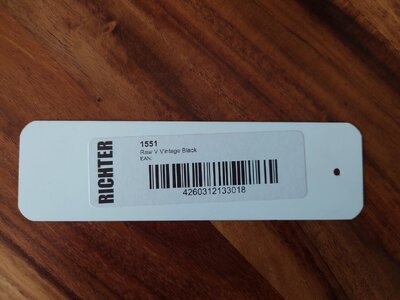 RICHTER
1551
Raw V Vintage Black
EAN:
4260312133018